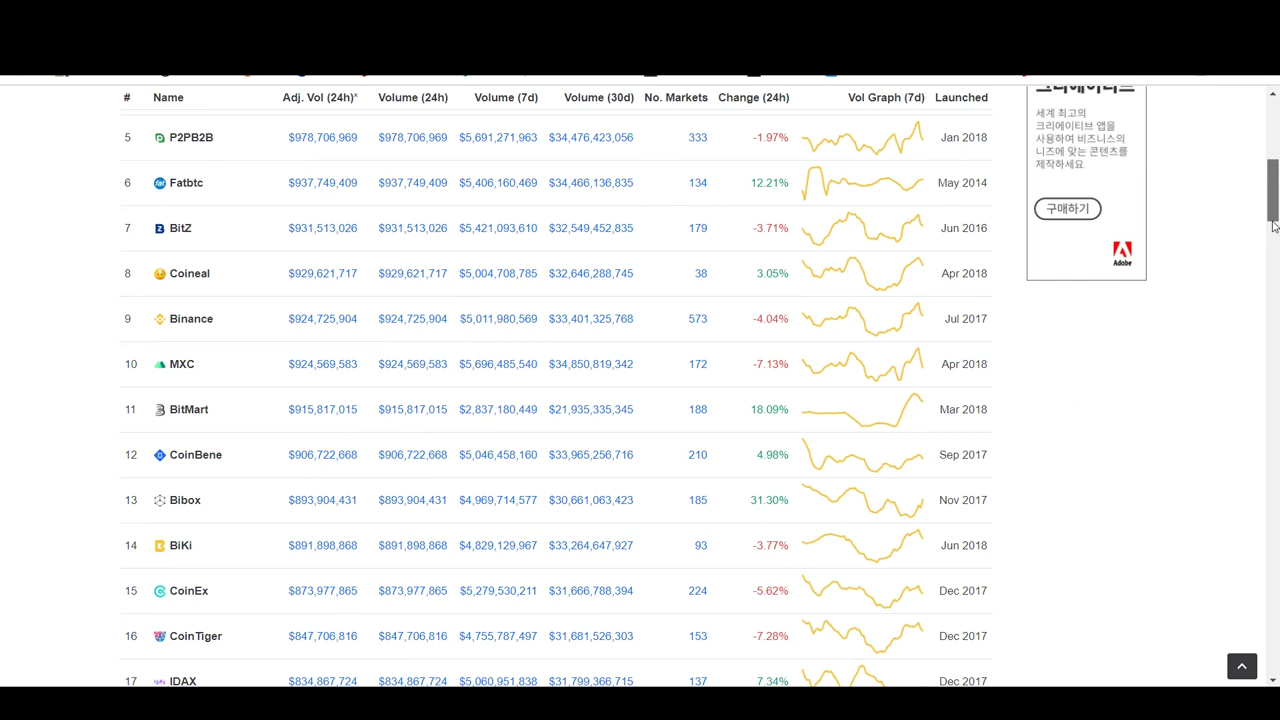 # Name Adj. Vol (24h)* Volume (24h) Volume (7d) Volume (30d) No. Markets Change (24h) Vol Graph (7d) Launched
5 P2PB2B $978,706,969 $978,706,969 $5,691,271,963 $34,476,423,056 333 -1.97% Jan 2018
6 Fatbtc $937,749,409 $937,749,409 $5,406,160,469 $34,466,136,835 134 12.21% May 2014
7 BitZ $931,513,026 $931,513,026 $5,421,093,610 $32,549,452,835 179 -3.71% Jun 2016
8 Coineal $929,621,717 $929,621,717 $5,004,708,785 $32,646,288,745 38 3.05% Apr 2018
9 Binance $924,725,904 $924,725,904 $5,011,980,569 $33,401,325,768 573 -4.04% Jul 2017
10 MXC $924,569,583 $924,569,583 $5,696,485,540 $34,850,819,342 172 -7.13% Apr 2018
11 BitMart $915,817,015 $915,817,015 $2,837,180,449 $21,935,335,345 188 18.09% Mar 2018
12 CoinBene $906,722,668 $906,722,668 $5,046,458,160 $33,965,256,716 210 4.98% Sep 2017
13 Bibox $893,904,431 $893,904,431 $4,969,714,577 $30,661,063,423 185 31.30% Nov 2017
14 BiKi $891,898,868 $891,898,868 $4,829,129,967 $33,264,647,927 93 -3.77% Jun 2018
15 CoinEx $873,977,865 $873,977,865 $5,279,530,211 $31,666,788,394 224 -5.62% Dec 2017
16 CoinTiger $847,706,816 $847,706,816 $4,755,787,497 $31,681,526,303 153 -7.28% Dec 2017
17 IDAX $834,867,724 $834,867,724 $5,060,951,838 $31,799,366,715 137 7.34% Dec 2017
크리에이티브
세계 최고의
크리에이티브 앱을
사용하여 비즈니스의
니즈에 맞는 콘텐츠를
제작하세요.
구매하기
Adobe